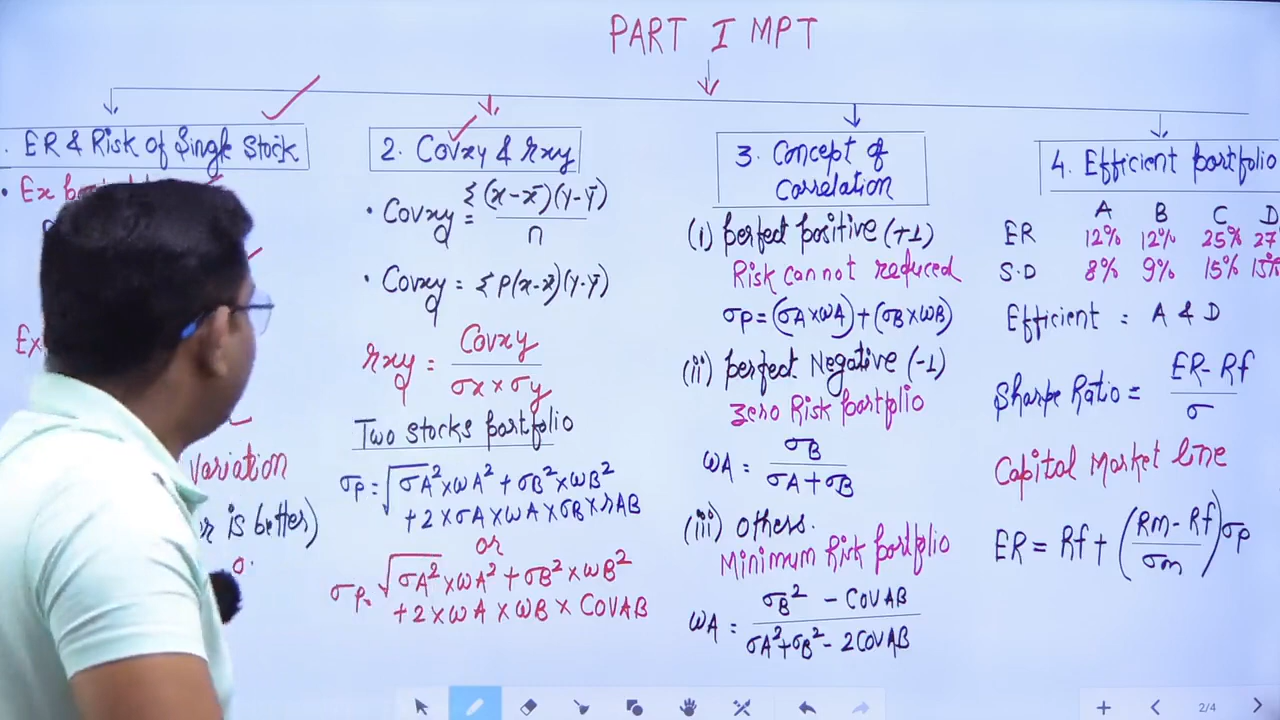 PART I MPT
. ER & Risk of Single Stock
• Ex
Ex
variation
is better)
2. Covxy & rxy
• Covxy = Σ(x-x̄)(Y-Ȳ)
n
• Covxy = Σ P(x-x̄)(Y-Ȳ)
rxy = Covxy
σx × σy
Two stocks portfolio
σp = √σA²×ωA² + σB²×ωB²
+2×σA×ωA×σB×rAB
or
σp = √σA²×ωA² + σB²×ωB²
+2×ωA×ωB×COVAB
3. Concept of
Correlation
(i) perfect positive (+1)
Risk cannot reduced
σp = (σA×ωA)+(σB×ωB)
(ii) perfect Negative (-1)
Zero Risk portfolio
ωA = σB
σA+σB
(iii) others.
Minimum Risk portfolio
ωA = σB² - COVAB
σA²+σB² - 2COVAB
4. Efficient portfolio
A B C D
ER 12% 12% 25% 27
S.D 8% 9% 15% 15%
Efficient = A & D
Sharpe Ratio = ER - Rf
σ
Capital Market line
ER = Rf + (Rm - Rf)σp
σm
2/4